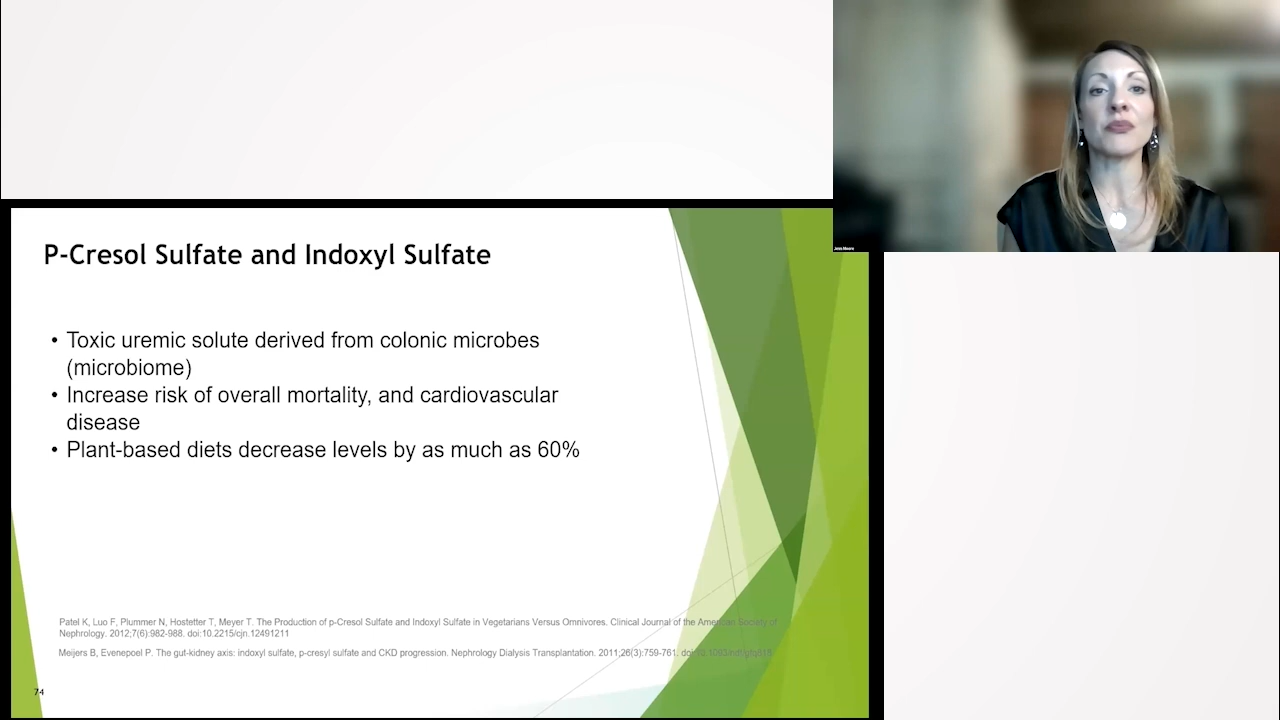 Jenn Moore
P-Cresol Sulfate and Indoxyl Sulfate
• Toxic uremic solute derived from colonic microbes
(microbiome)
• Increase risk of overall mortality, and cardiovascular
disease
• Plant-based diets decrease levels by as much as 60%
Patel K, Luo F, Plummer N, Hostetter T, Meyer T. The Production of p-Cresol Sulfate and Indoxyl Sulfate in Vegetarians Versus Omnivores. Clinical Journal of the American Society of
Nephrology. 2012;7(6):982-988. doi:10.2215/cjn.12491211
Meijers B, Evenepoel P. The gut-kidney axis: indoxyl sulfate, p-cresyl sulfate and CKD progression. Nephrology Dialysis Transplantation. 2011;26(3):759-761.
74